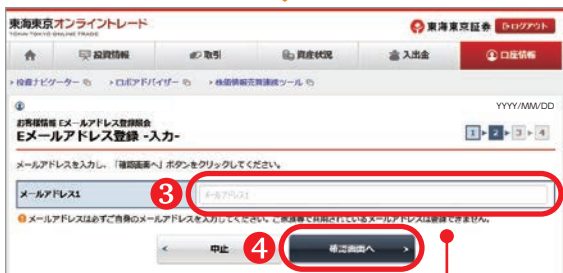 東海東京オンライントレード
TOKAI TOKYO ONLINE TRADE
東海東京証券
ログアウト
投資情報
取引
資産状況
入出金
口座情報
投資ナビゲーター
ロボアドバイザー
株価情報売買連携ツール
YYYY/MM/DD
お客様情報 Eメールアドレス登録照会
Eメールアドレス登録 -入力-
1 2 3 4
メールアドレスを入力し、「確認画面へ」ボタンをクリックしてください。
メールアドレス1
3
メールアドレス1
メールアドレスは必ずご自身のメールアドレスを入力してください。ご家族等で共用されているメールアドレスは登録できません。
< 中止
4
確認画面へ >